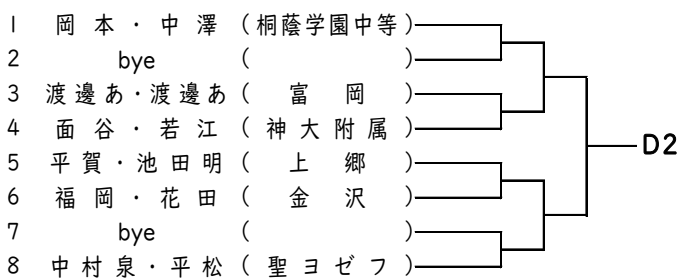 1 岡本・中澤 (桐蔭学園中等)
2 bye ( )
3 渡邊あ・渡邊あ ( 富岡 )
4 面谷・若江 ( 神大附属 )
D2
5 平賀・池田明 ( 上郷 )
6 福岡・花田 ( 金沢 )
7 bye ( )
8 中村泉・平松 ( 聖ヨゼフ )